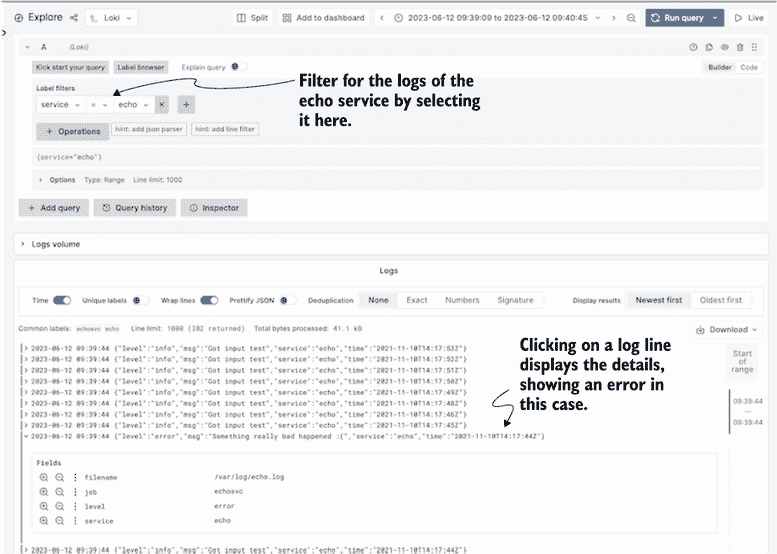 Explore Loki Split Add to dashboard 2023-06-12 09:39:09 to 2023-06-12 09:40:45 Run query Live
A (Loki)
Kick start your query Label browser Explain query Builder Code
Filter for the logs of the
echo service by selecting
it here.
Label filters
service = echo × +
+ Operations hint: add json parser hint: add line filter
{service="echo"}
Options Type: Range Line limit: 1000
+ Add query Query history Inspector
Logs volume
Logs
Time Unique labels Wrap lines Prettify JSON Deduplication None Exact Numbers Signature Display results Newest first Oldest first
Common labels: echosvc echo Line limit: 1000 (382 returned) Total bytes processed: 41.1 kB Download
Clicking on a log line
displays the details,
showing an error in
this case.
Start
of
range
09:39:44
—
09:39:44
2023-06-12 09:39:44 {"level":"info","msg":"Got input test","service":"echo","time":"2021-11-10T14:17:53Z"}
2023-06-12 09:39:44 {"level":"info","msg":"Got input test","service":"echo","time":"2021-11-10T14:17:52Z"}
2023-06-12 09:39:44 {"level":"info","msg":"Got input test","service":"echo","time":"2021-11-10T14:17:51Z"}
2023-06-12 09:39:44 {"level":"info","msg":"Got input test","service":"echo","time":"2021-11-10T14:17:50Z"}
2023-06-12 09:39:44 {"level":"info","msg":"Got input test","service":"echo","time":"2021-11-10T14:17:49Z"}
2023-06-12 09:39:44 {"level":"info","msg":"Got input test","service":"echo","time":"2021-11-10T14:17:48Z"}
2023-06-12 09:39:44 {"level":"info","msg":"Got input test","service":"echo","time":"2021-11-10T14:17:46Z"}
2023-06-12 09:39:44 {"level":"info","msg":"Got input test","service":"echo","time":"2021-11-10T14:17:45Z"}
2023-06-12 09:39:44 {"level":"error","msg":"Something really bad happened :(","service":"echo","time":"2021-11-10T14:17:44Z"}
Fields
filename /var/log/echo.log
job echosvc
level error
service echo
2023-06-12 09:39:44 {"level":"info","msg":"Got input test","service":"echo","time":"2021-11-10T14:17:44Z"}